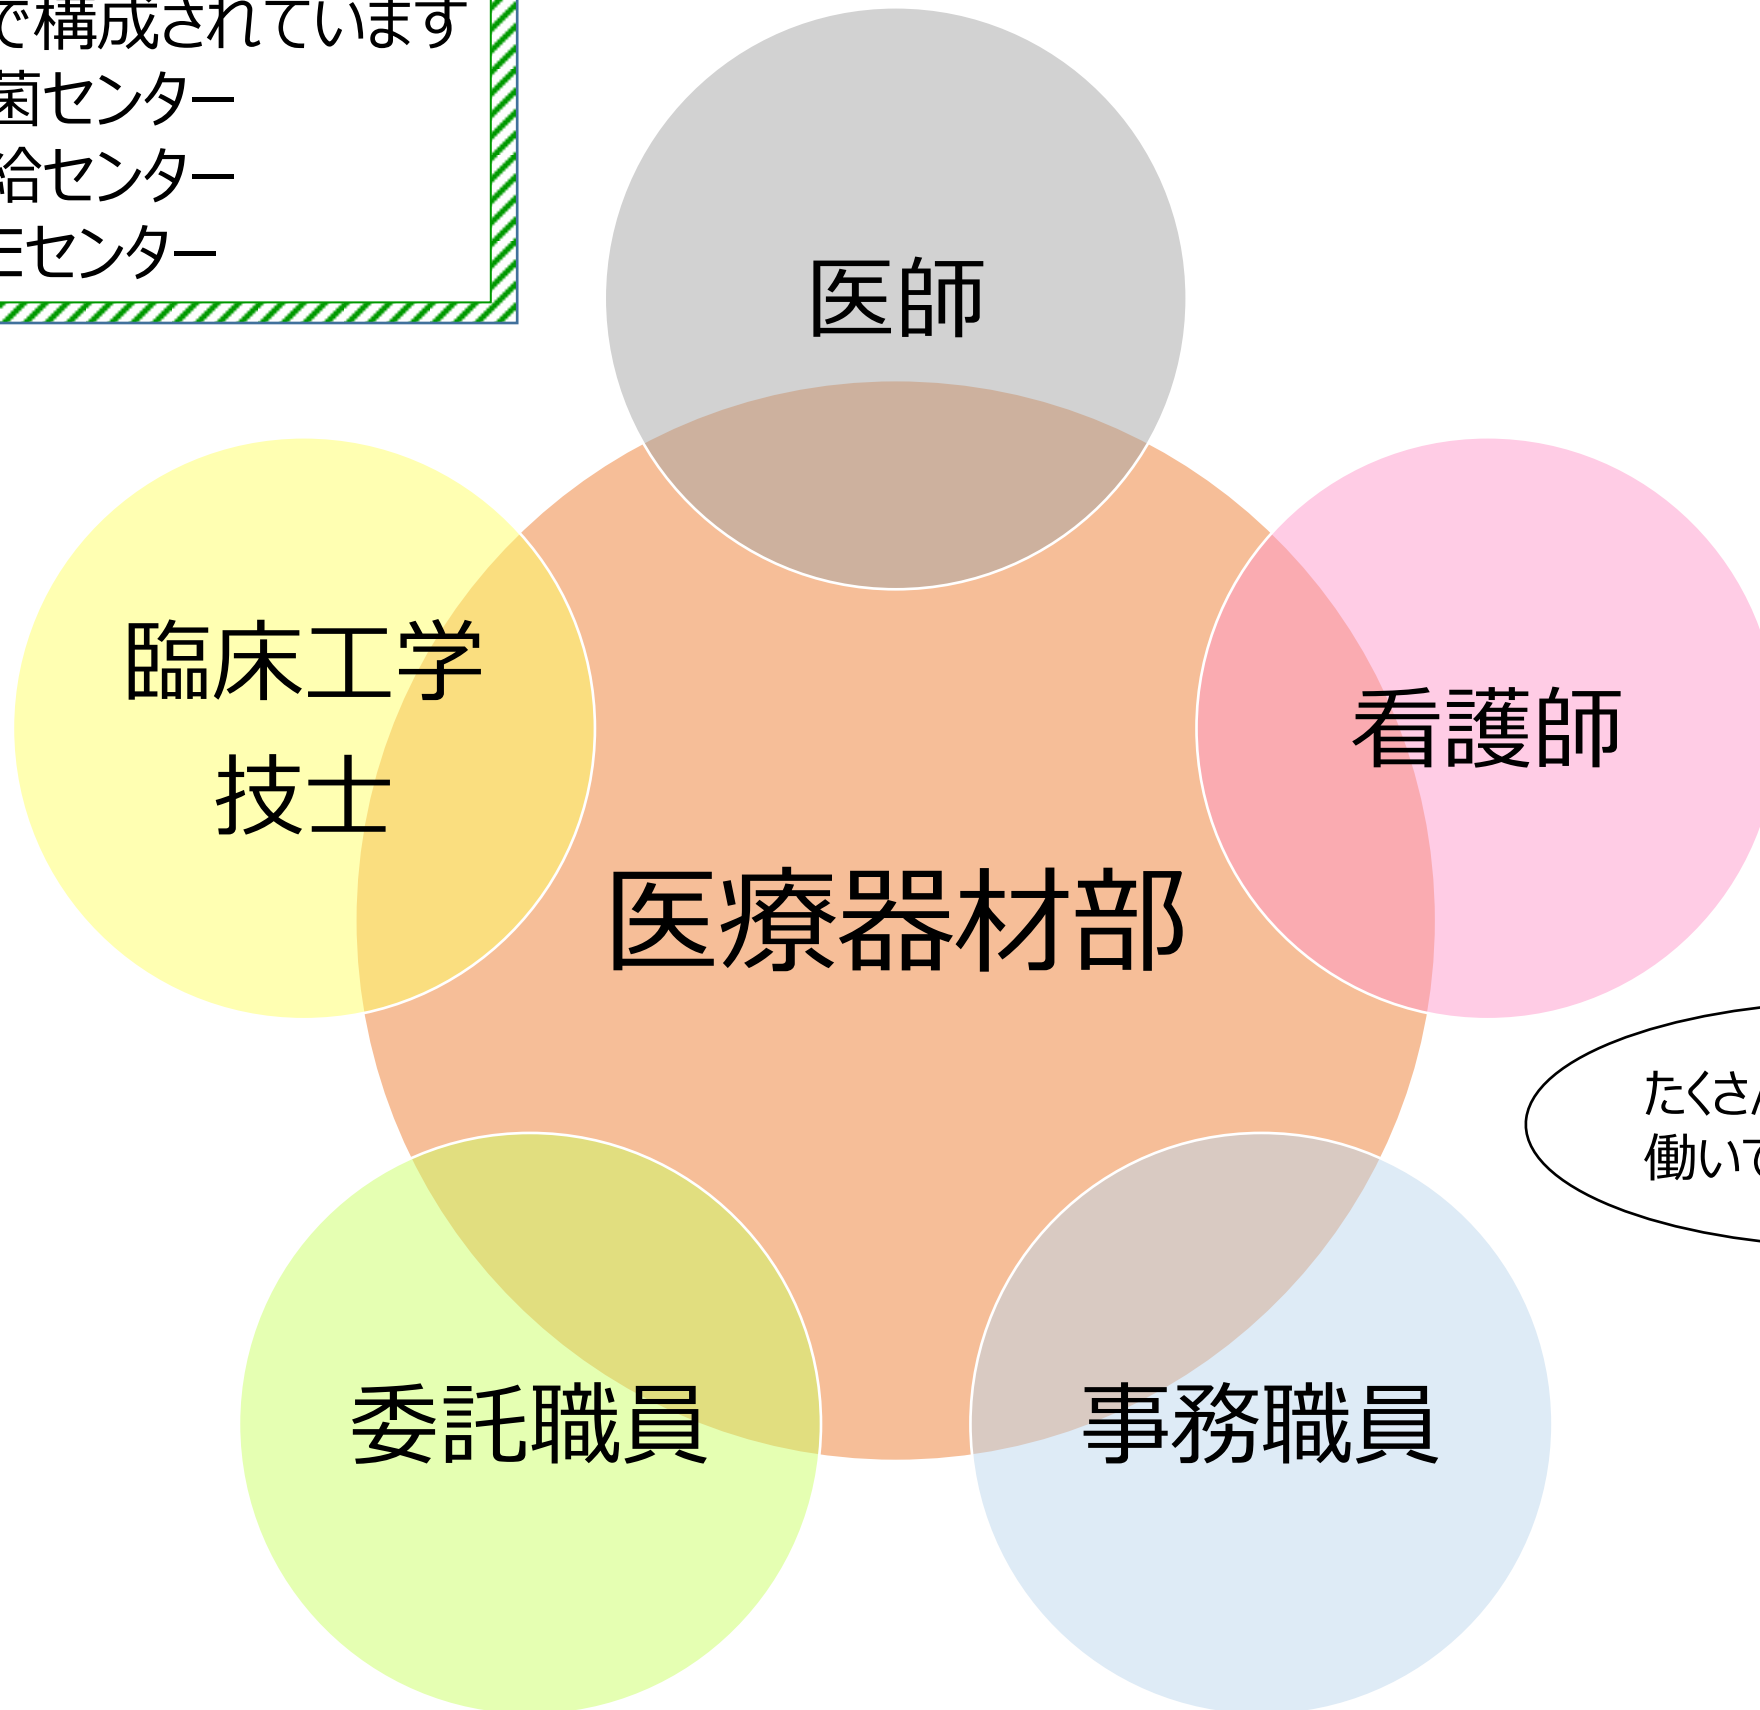 で構成されています
菌センター
給センター
センター
医師
臨床工学
技士
看護師
医療器材部
たくさ
働いて
委託職員
事務職員